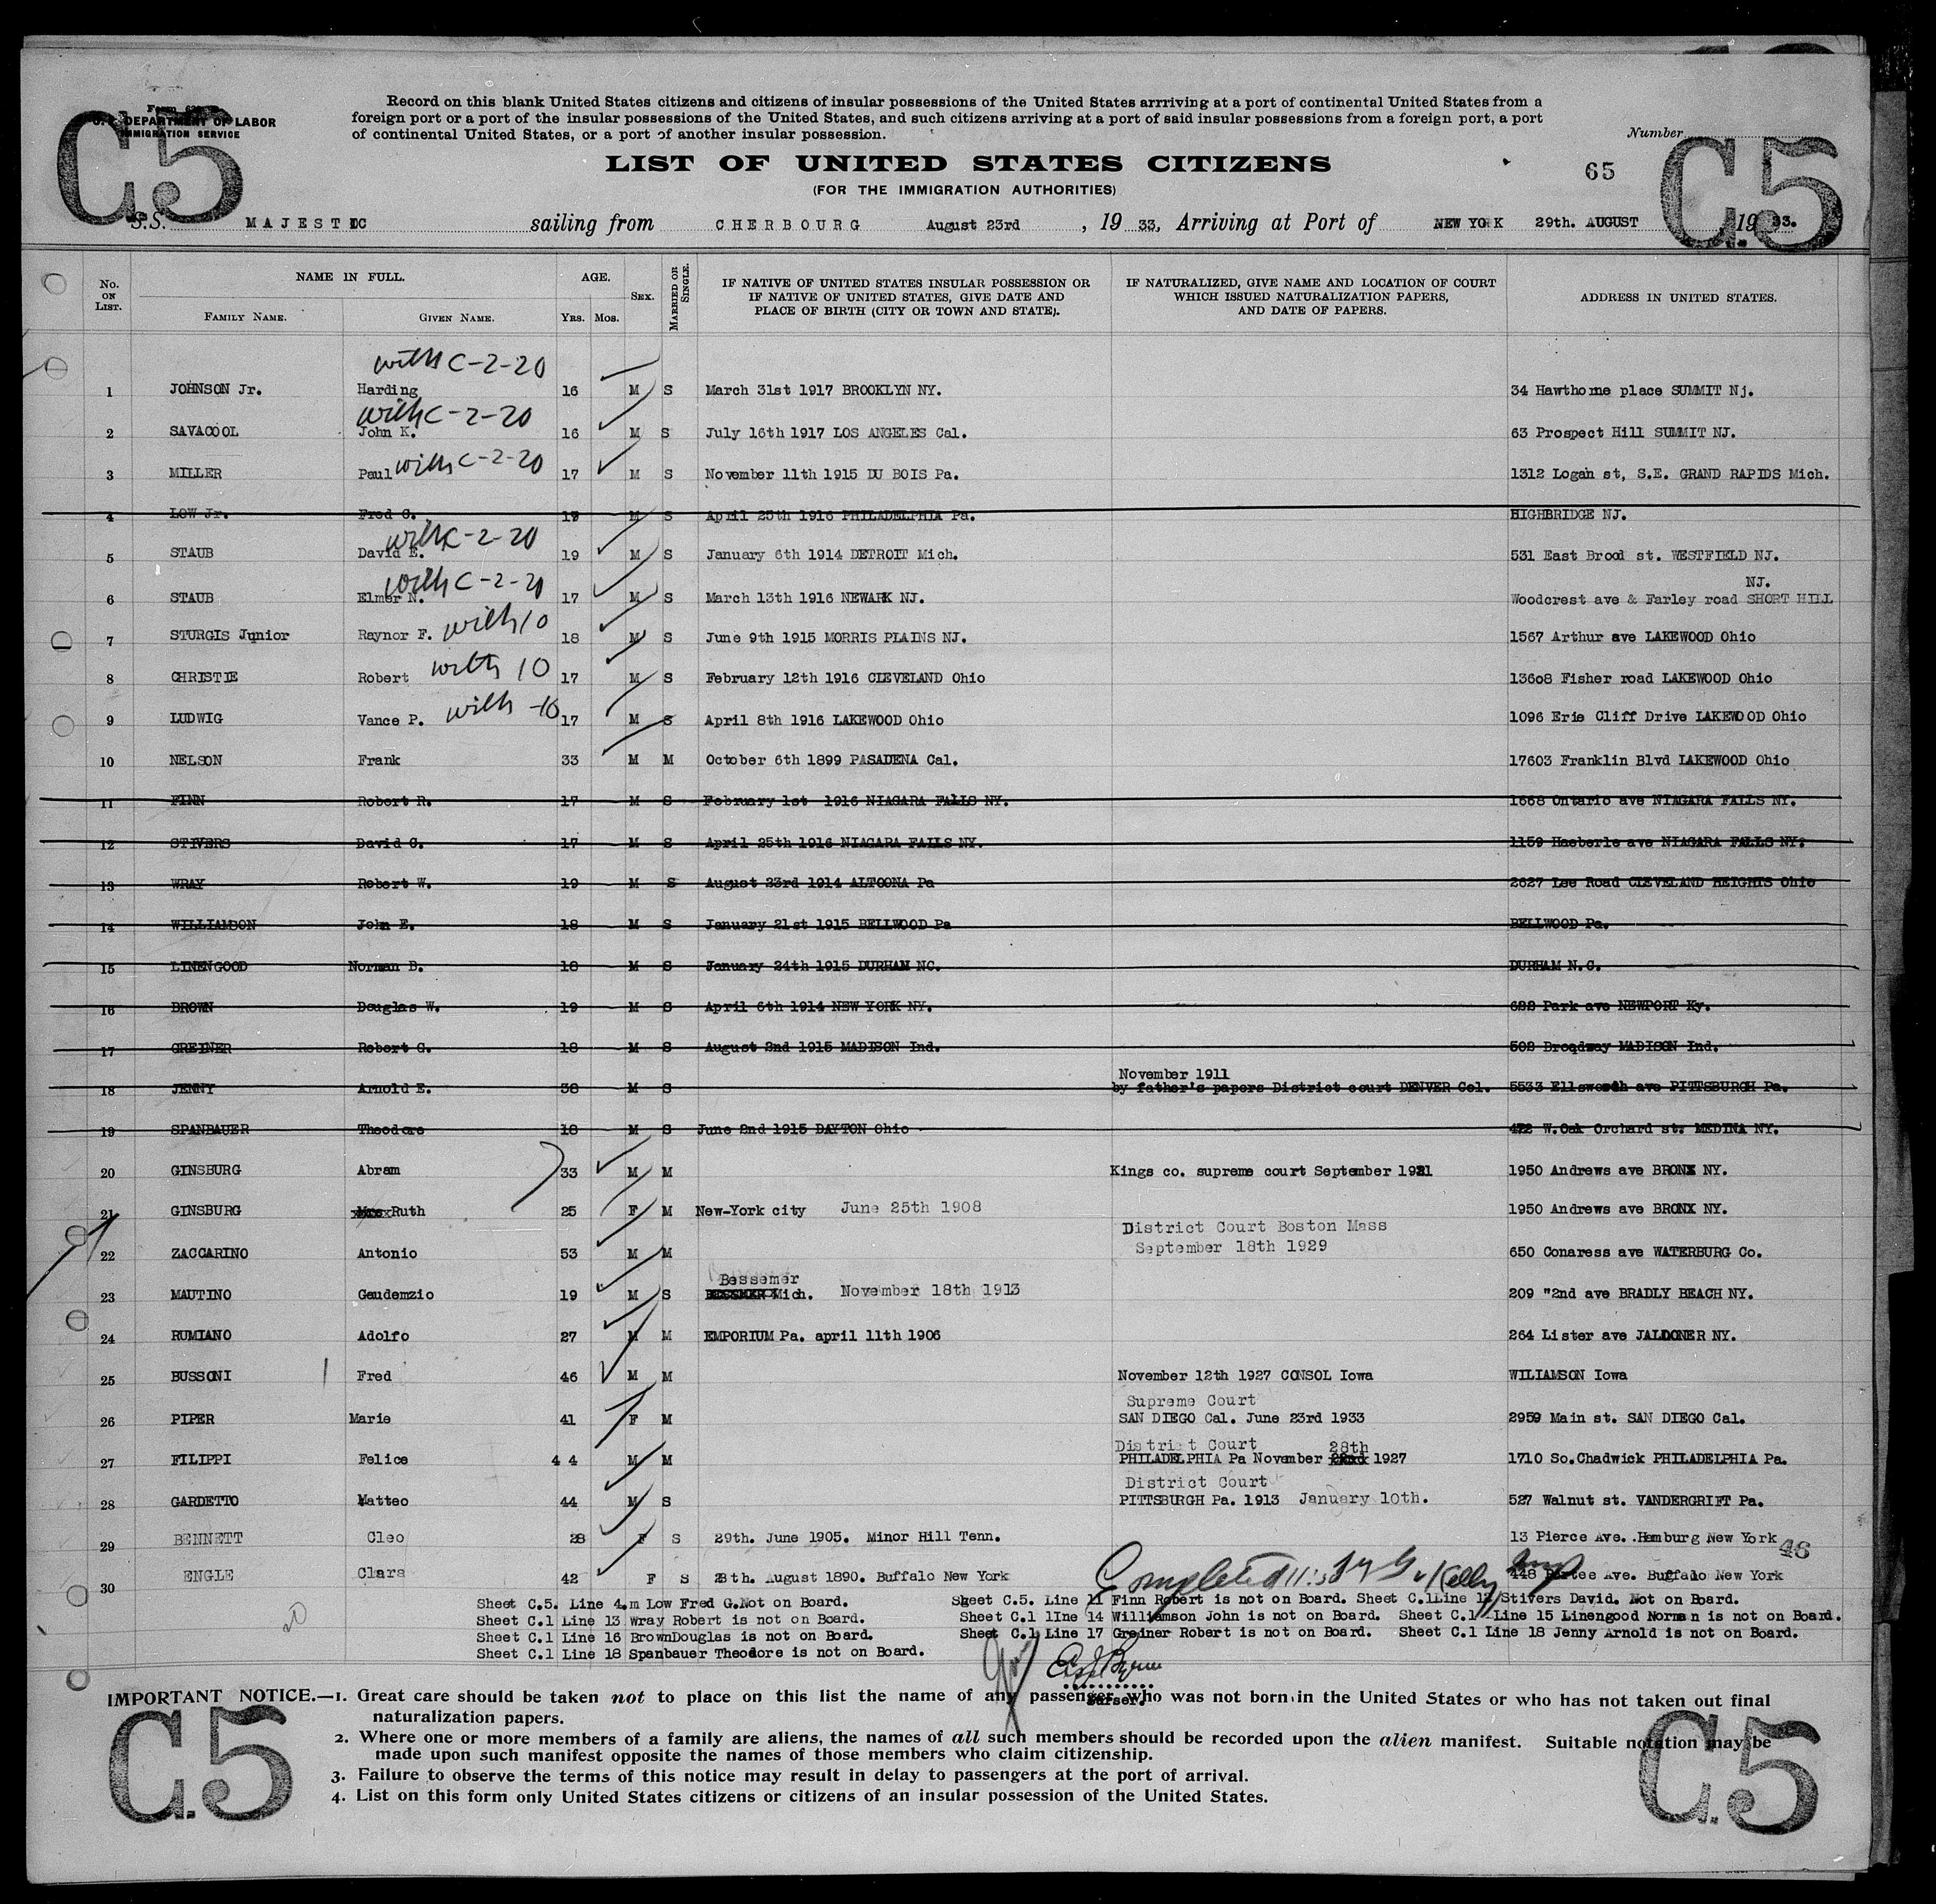 C5
Form
U.S. DEPARTMENT OF LABOR
IMMIGRATION SERVICE
Record on this blank United States citizens and citizens of insular possessions of the United States arrriving at a port of continental United States from a
foreign port or a port of the insular possessions of the United States, and such citizens arriving at a port of said insular possessions from a foreign port, a port
of continental United States, or a port of another insular possession.
Number
LIST OF UNITED STATES CITIZENS
65
C5
(FOR THE IMMIGRATION AUTHORITIES)
S.S. MAJESTIC sailing from CHERBOURG August 23rd, 19 33, Arriving at Port of NEW YORK 29th. AUGUST 19 33.
No. ON LIST. NAME IN FULL. FAMILY NAME. GIVEN NAME. AGE. YRS. MOS. SEX. MARRIED OR SINGLE. IF NATIVE OF UNITED STATES INSULAR POSSESSION OR IF NATIVE OF UNITED STATES, GIVE DATE AND PLACE OF BIRTH (CITY OR TOWN AND STATE). IF NATURALIZED, GIVE NAME AND LOCATION OF COURT WHICH ISSUED NATURALIZATION PAPERS, AND DATE OF PAPERS. ADDRESS IN UNITED STATES.
with C-2-20
1 JOHNSON Jr. Harding 16 M S March 31st 1917 BROOKLYN NY. 34 Hawthorne place SUMMIT Nj.
with C-2-20
2 SAVACOOL John K. 16 M S July 16th 1917 LOS ANGELES Cal. 63 Prospect Hill SUMMIT NJ.
3 MILLER Paul with C-2-20 17 M S November 11th 1915 DU BOIS Pa. 1312 Logan st, S.E. GRAND RAPIDS Mich.
4 LOW Jr. Fred G. M S April 25th 1916 PHILADELPHIA Pa. HIGHBRIDGE NJ.
with C-2-20
5 STAUB David E. 19 M S January 6th 1914 DETROIT Mich. 531 East Brood st. WESTFIELD NJ.
with C-2-20 NJ.
6 STAUB Elmer N. 17 M S March 13th 1916 NEWARK NJ. Woodcrest ave & Farley road SHORT HILL
7 STURGIS Junior Raynor F. with 10 18 M S June 9th 1915 MORRIS PLAINS NJ. 1567 Arthur ave LAKEWOOD Ohio
8 CHRISTIE Robert with 10 17 M S February 12th 1916 CLEVELAND Ohio 13608 Fisher road LAKEWOOD Ohio
9 LUDWIG Vance P. with -10 17 M S April 8th 1916 LAKEWOOD Ohio 1096 Erie Cliff Drive LAKEWOOD Ohio
10 NELSON Frank 33 M M October 6th 1899 PASADENA Cal. 17603 Franklin Blvd LAKEWOOD Ohio
11 FINN Robert R. 17 M S February 1st 1916 NIAGARA FALLS NY. 1668 Ontario ave NIAGARA FALLS NY.
12 STIVERS David C. 17 M S April 25th 1916 NIAGARA FALLS NY. 1159 Haeberle ave NIAGARA FALLS NY.
13 WRAY Robert W. 19 M S August 23rd 1914 ALTOONA Pa 2627 Lee Road CLEVELAND HEIGHTS Ohio
14 WILLIAMSON John E. 18 M S January 21st 1915 BELLWOOD Pa BELLWOOD Pa.
15 LINENGOOD Norman B. 18 M S January 24th 1915 DURHAM NC. DURHAM N.C.
16 BROWN Douglas W. 19 M S April 6th 1914 NEW YORK NY. 622 Park ave NEWPORT Ky.
17 GREINER Robert G. 18 M S August 2nd 1915 MADISON Ind. 502 Broqdway MADISON Ind.
November 1911
18 JENNY Arnold E. 38 M S by father's papers District court DENVER Col. 5533 Ellsworth ave PITTSBURGH Pa.
19 SPANBAUER Theodore 18 M S June 2nd 1915 DAYTON Ohio 472 W.Oak Orchard st. MEDINA NY.
20 GINSBURG Abram 33 M M Kings co. supreme court September 1921 1950 Andrews ave BRONX NY.
21 GINSBURG Mrs Ruth 25 F M New-York city June 25th 1908 1950 Andrews ave BRONX NY.
District Court Boston Mass
22 ZACCARINO Antonio 53 M M September 18th 1929 650 Conaress ave WATERBURG Co.
Bessemer
23 MAUTINO Gaudemzio 19 M S BESSMER Mich. November 18th 1913 209 "2nd ave BRADLY BEACH NY.
24 RUMIANO Adolfo 27 M M EMPORIUM Pa. april 11th 1906 264 Lister ave JALDONER NY.
25 BUSSONI Fred 46 M M November 12th 1927 CONSOL Iowa WILIAMSON Iowa
Supreme Court
26 PIPER Marie 41 F M SAN DIEGO Cal. June 23rd 1933 2959 Main st. SAN DIEGO Cal.
District Court 28th
27 FILIPPI Felice 4 4 M M PHILADELPHIA Pa November 22nd 1927 1710 So.Chadwick PHILADELPHIA Pa.
District Court
28 GARDETTO Matteo 44 M S PITTSBURGH Pa. 1913 January 10th. 527 Walnut st. VANDERGRIFT Pa.
29 BENNETT Cleo 28 F S 29th. June 1905. Minor Hill Tenn. 13 Pierce Ave. Hamburg New York
46
30 ENGLE Clara 42 F S 28th. August 1890. Buffalo New York Completed Kelly 448 Ave. Buffalo New York
Sheet C.5. Line 4.m Low Fred G.Not on Board. Sheet C.5. Line 11 Finn Robert is not on Board. Sheet C.1Line 12 Stivers David. Not on Board.
Sheet C.1 Line 13 Wray Robert is not on Board. Sheet C.1 lIne 14 Williamson John is not on Board. Sheet C.1 Line 15 Linengood Norman is not on Board.
20
Sheet C.1 Line 16 BrownDouglas is not on Board. Sheet C.1 Line 17 Greiner Robert is not on Board. Sheet C.1 Line 18 Jenny Arnold is not on Board.
Sheet C.1 Line 18 Spanbauer Theodore is not on Board.
Purser.
IMPORTANT NOTICE.—1. Great care should be taken not to place on this list the name of any passenger who was not born in the United States or who has not taken out final
naturalization papers.
2. Where one or more members of a family are aliens, the names of all such members should be recorded upon the alien manifest. Suitable notation may be
made upon such manifest opposite the names of those members who claim citizenship.
3. Failure to observe the terms of this notice may result in delay to passengers at the port of arrival.
4. List on this form only United States citizens or citizens of an insular possession of the United States.
C.5
C.5